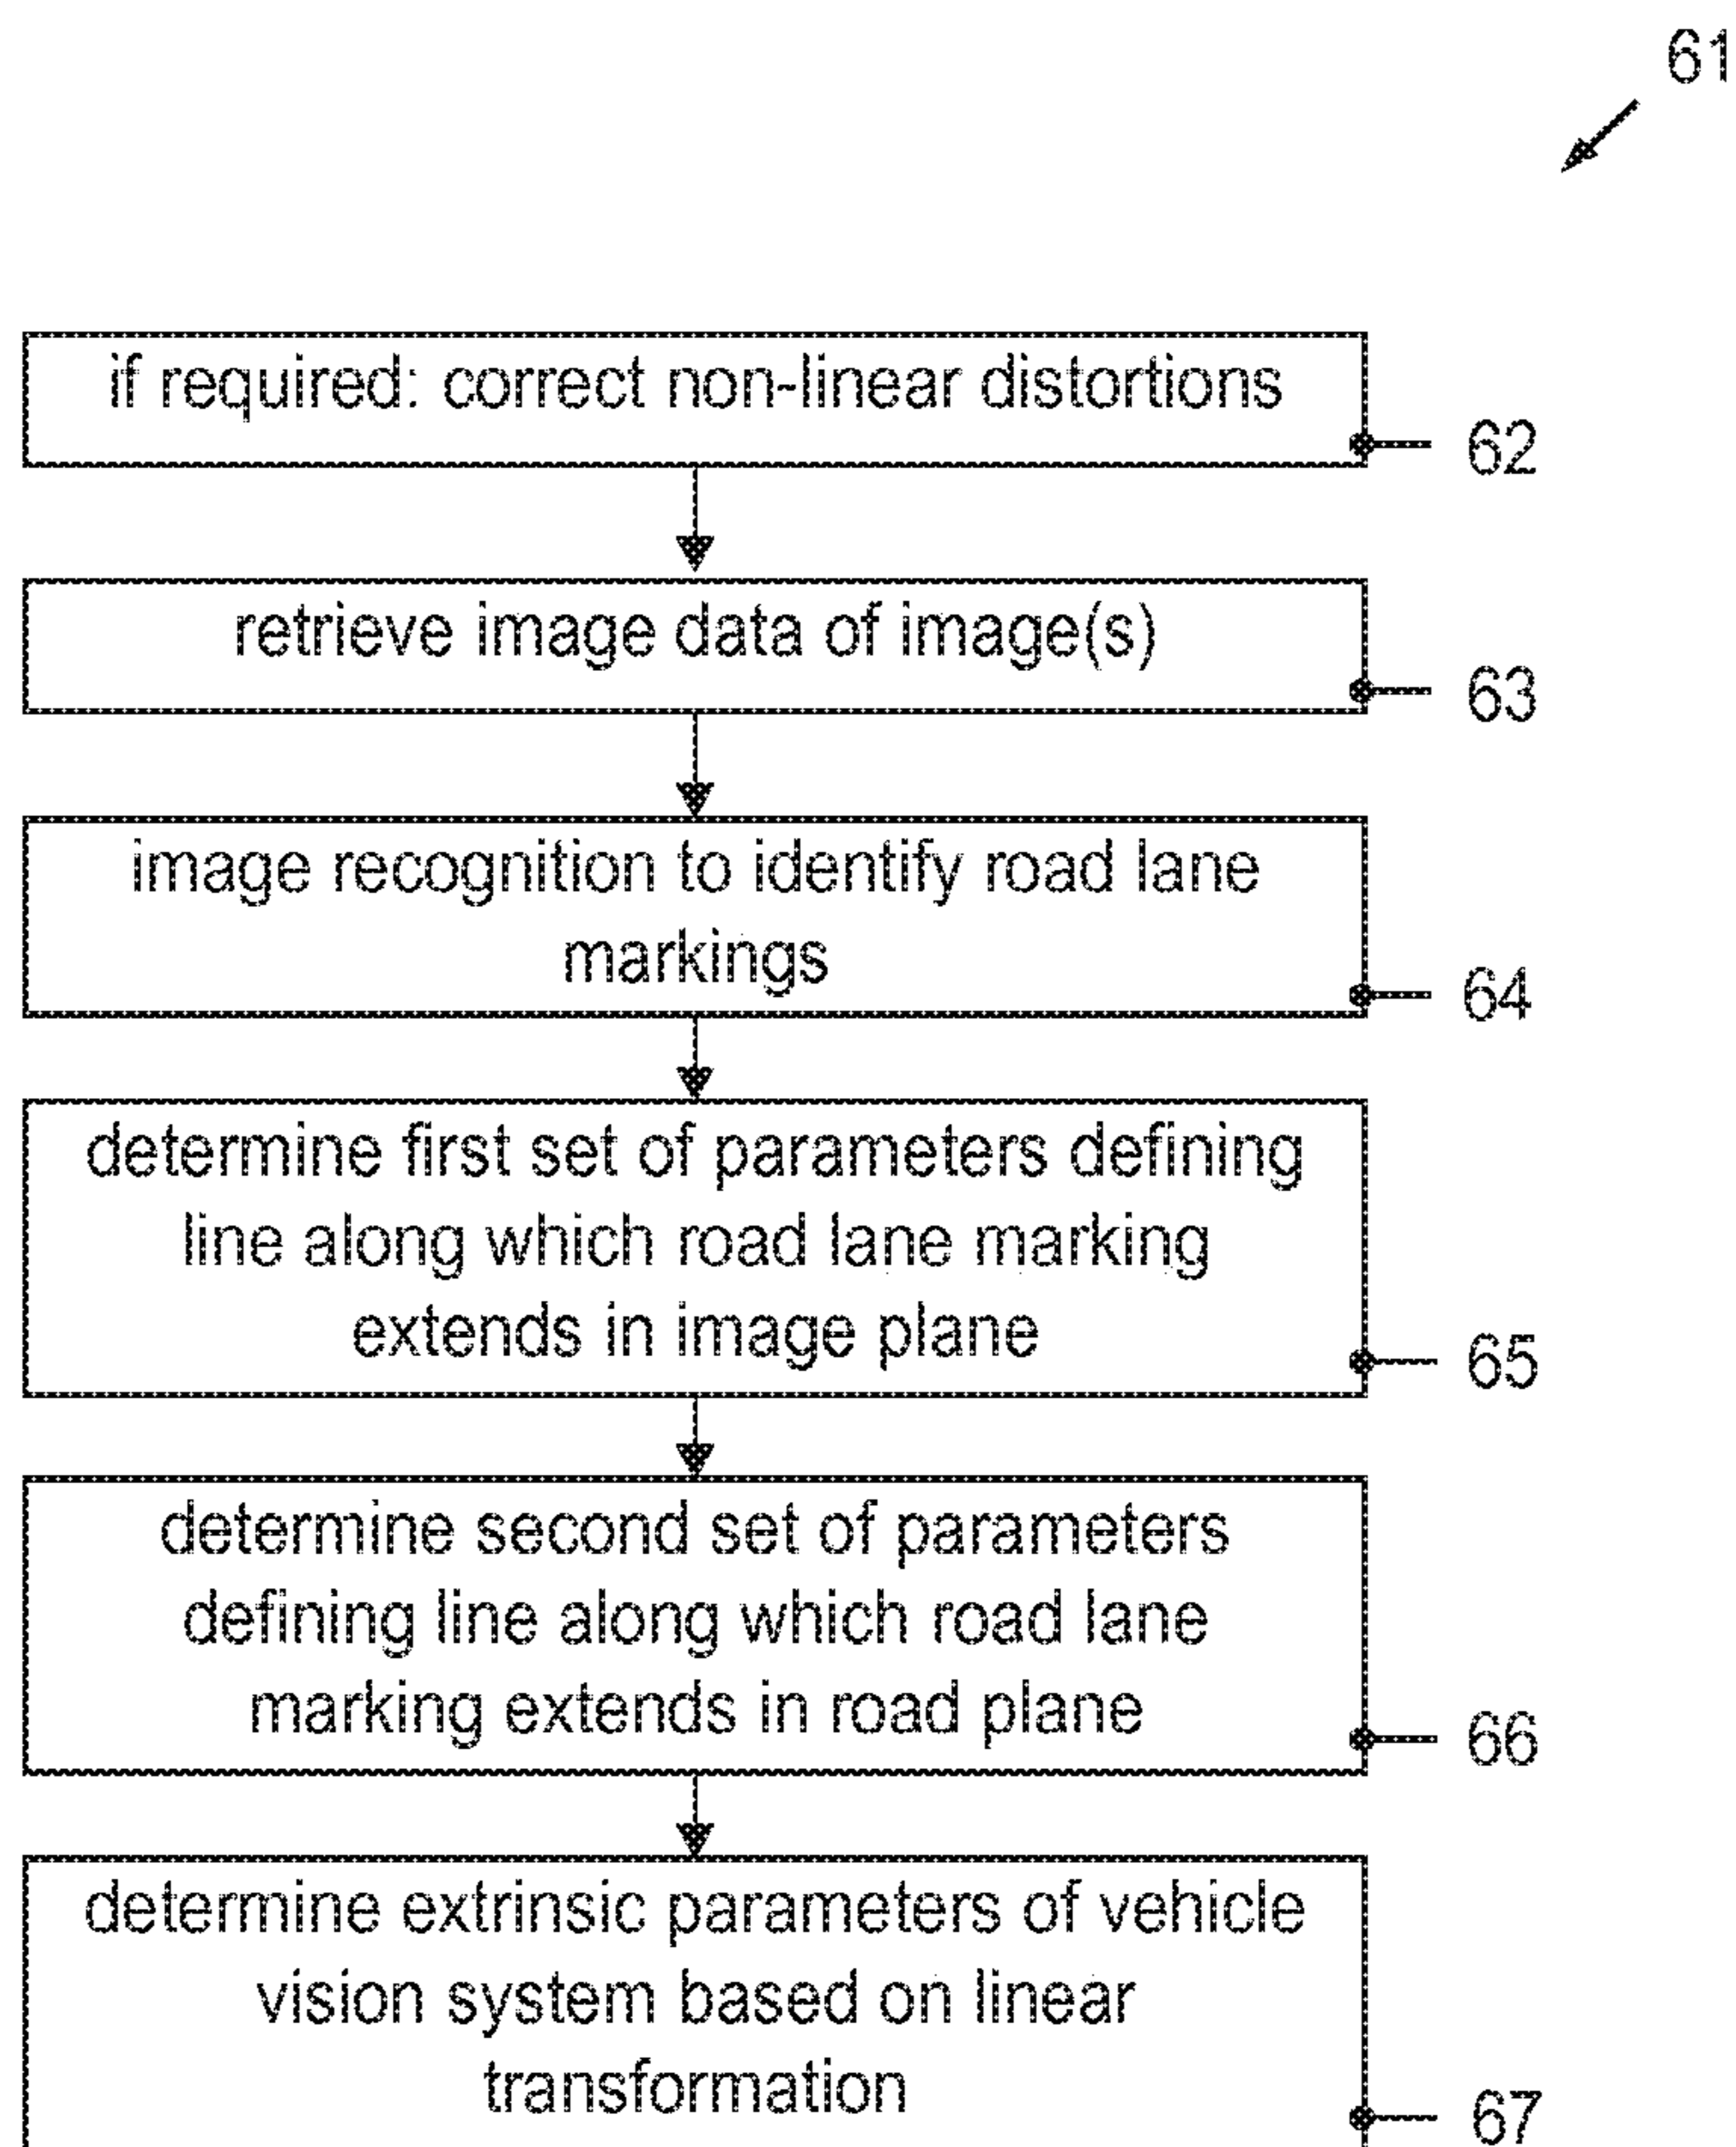 61
if required: correct non-linear distortions
62
retrieve image data of image(s)
63
image recognition to identify road lane
markings
64
determine first set of parameters defining
line along which road lane marking
extends in image plane
65
determine second set of parameters
defining line along which road lane
marking extends in road plane
66
determine extrinsic parameters of vehicle
vision system based on linear
transformation
67